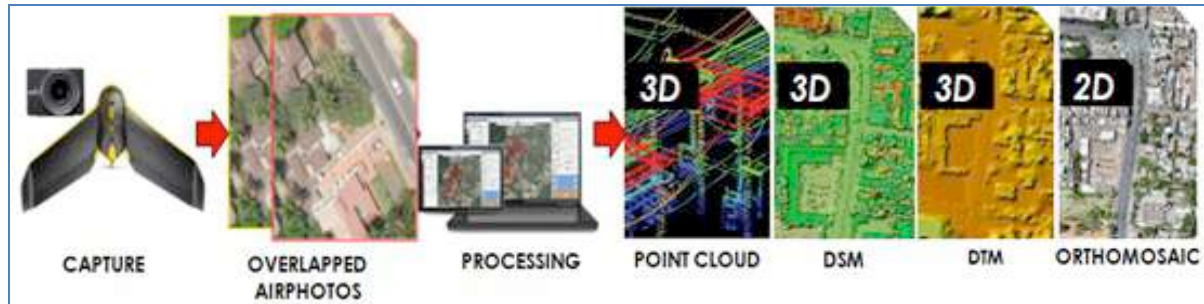 3D
3D
3D
2D
CAPTURE
OVERLAPPED
AIRPHOTOS
PROCESSING
POINT CLOUD
DSM
DTM
ORTHOMOSAIC